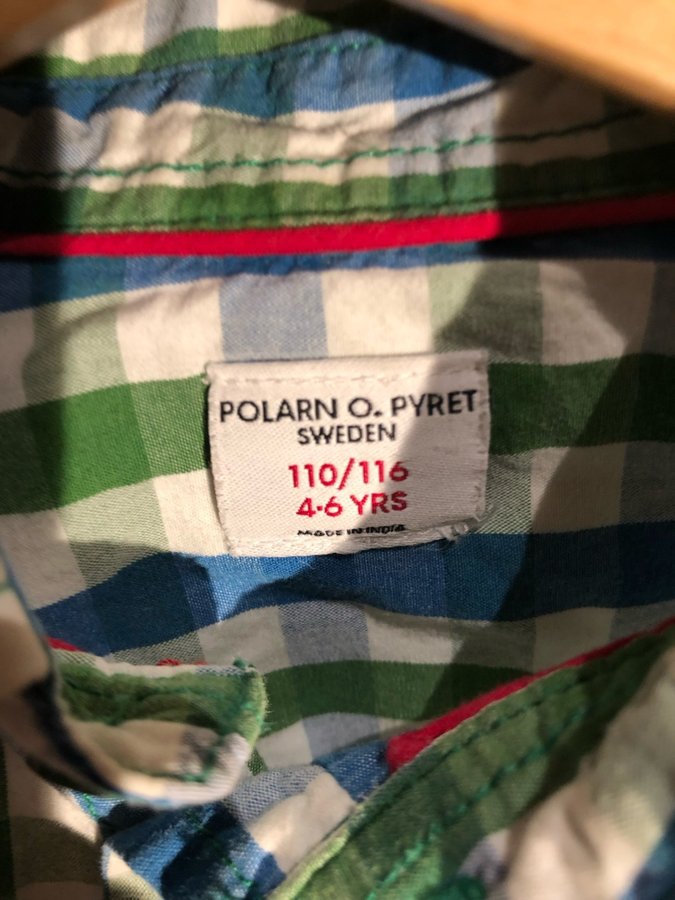 POLARN O. PYRET
SWEDEN
110/116
4-6 YRS
MADE IN INDIA